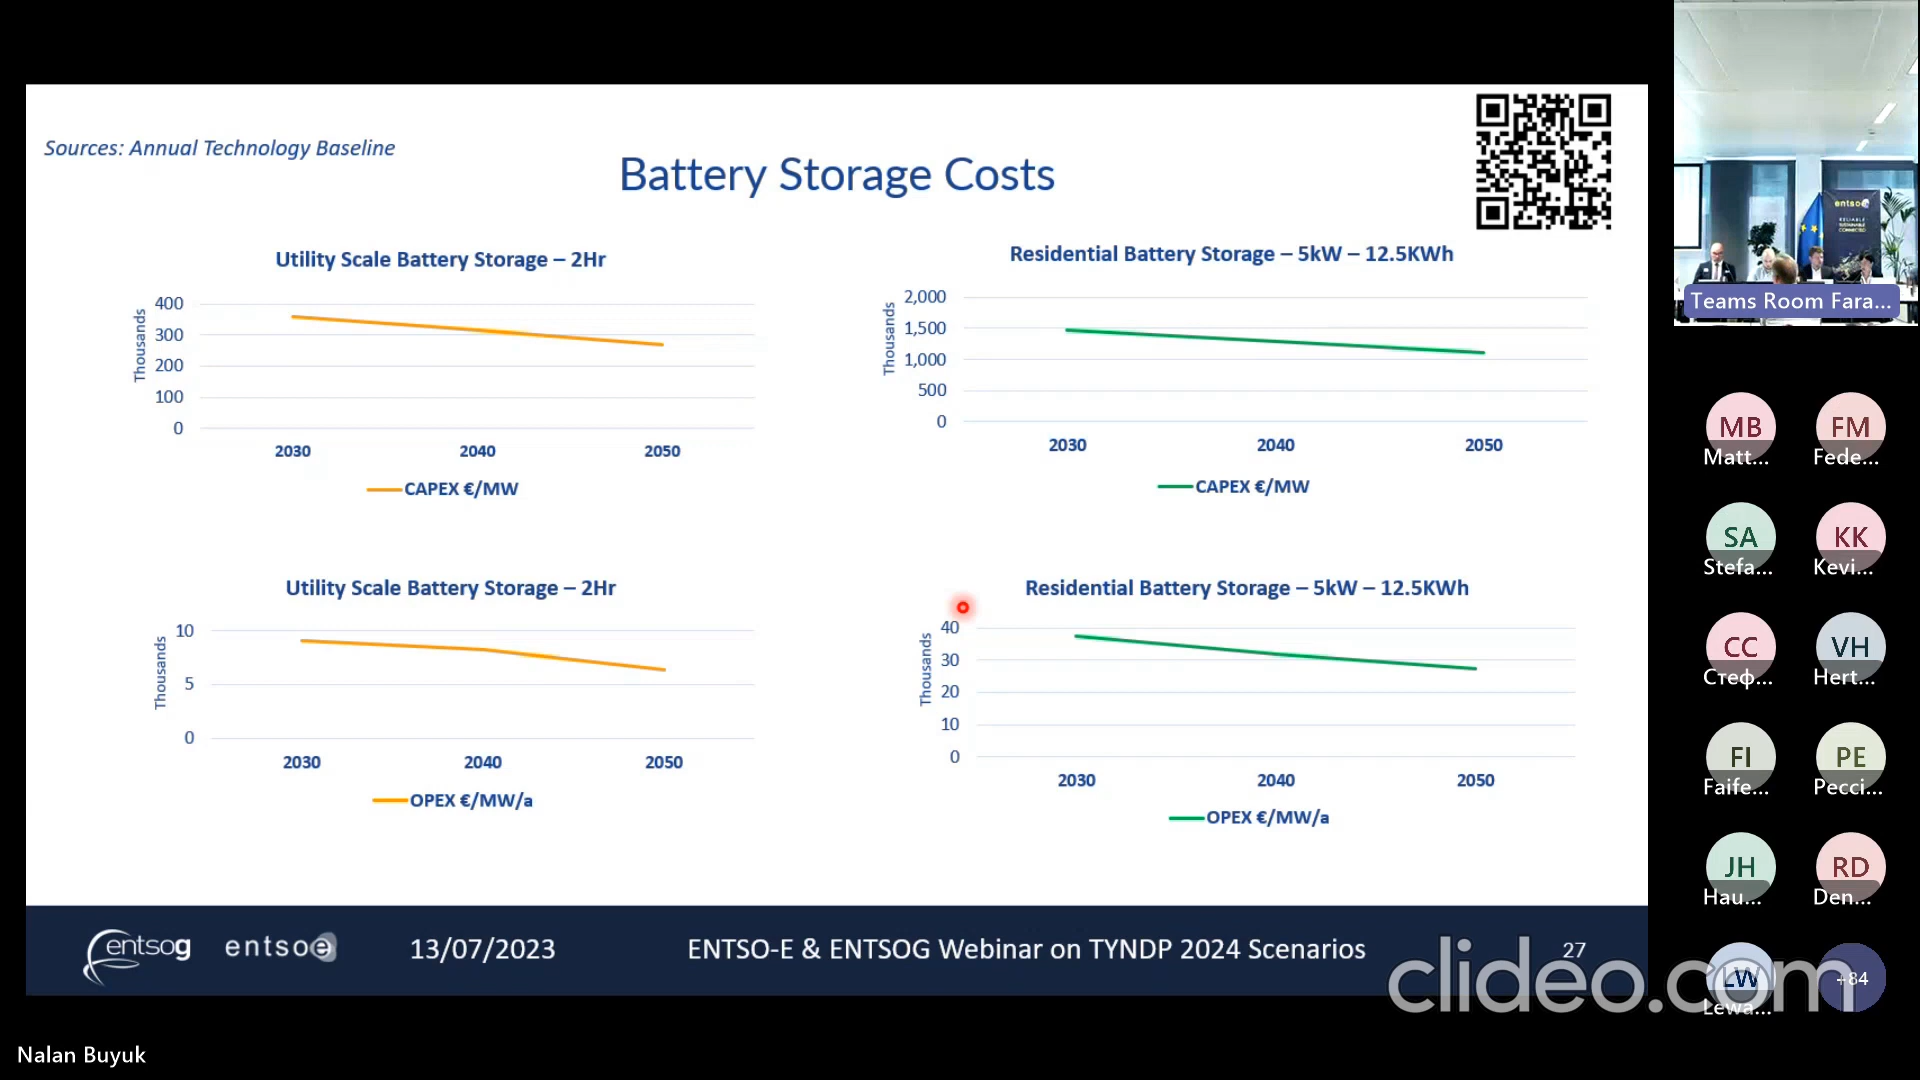 Sources: Annual Technology Baseline
Battery Storage Costs
Utility Scale Battery Storage – 2Hr
Thousands
400
300
200
100
0
2030 2040 2050
CAPEX €/MW
Residential Battery Storage – 5kW – 12.5KWh
Thousands
2,000
1,500
1,000
500
0
2030 2040 2050
CAPEX €/MW
Utility Scale Battery Storage – 2Hr
Thousands
10
5
0
2030 2040 2050
OPEX €/MW/a
Residential Battery Storage – 5kW – 12.5KWh
Thousands
40
30
20
10
0
2030 2040 2050
OPEX €/MW/a
entsog entsoe 13/07/2023 ENTSO-E & ENTSOG Webinar on TYNDP 2024 Scenarios 27
clideo.com
Nalan Buyuk
entsoe
RELIABLE
SUSTAINABLE
CONNECTED
Teams Room Fara...
MB FM
Matt... Fede...
SA KK
Stefa... Kevi...
CC VH
Стеф... Hert...
FI PE
Faife... Pecci...
JH RD
Hau... Den...
LW +84
Lewa...